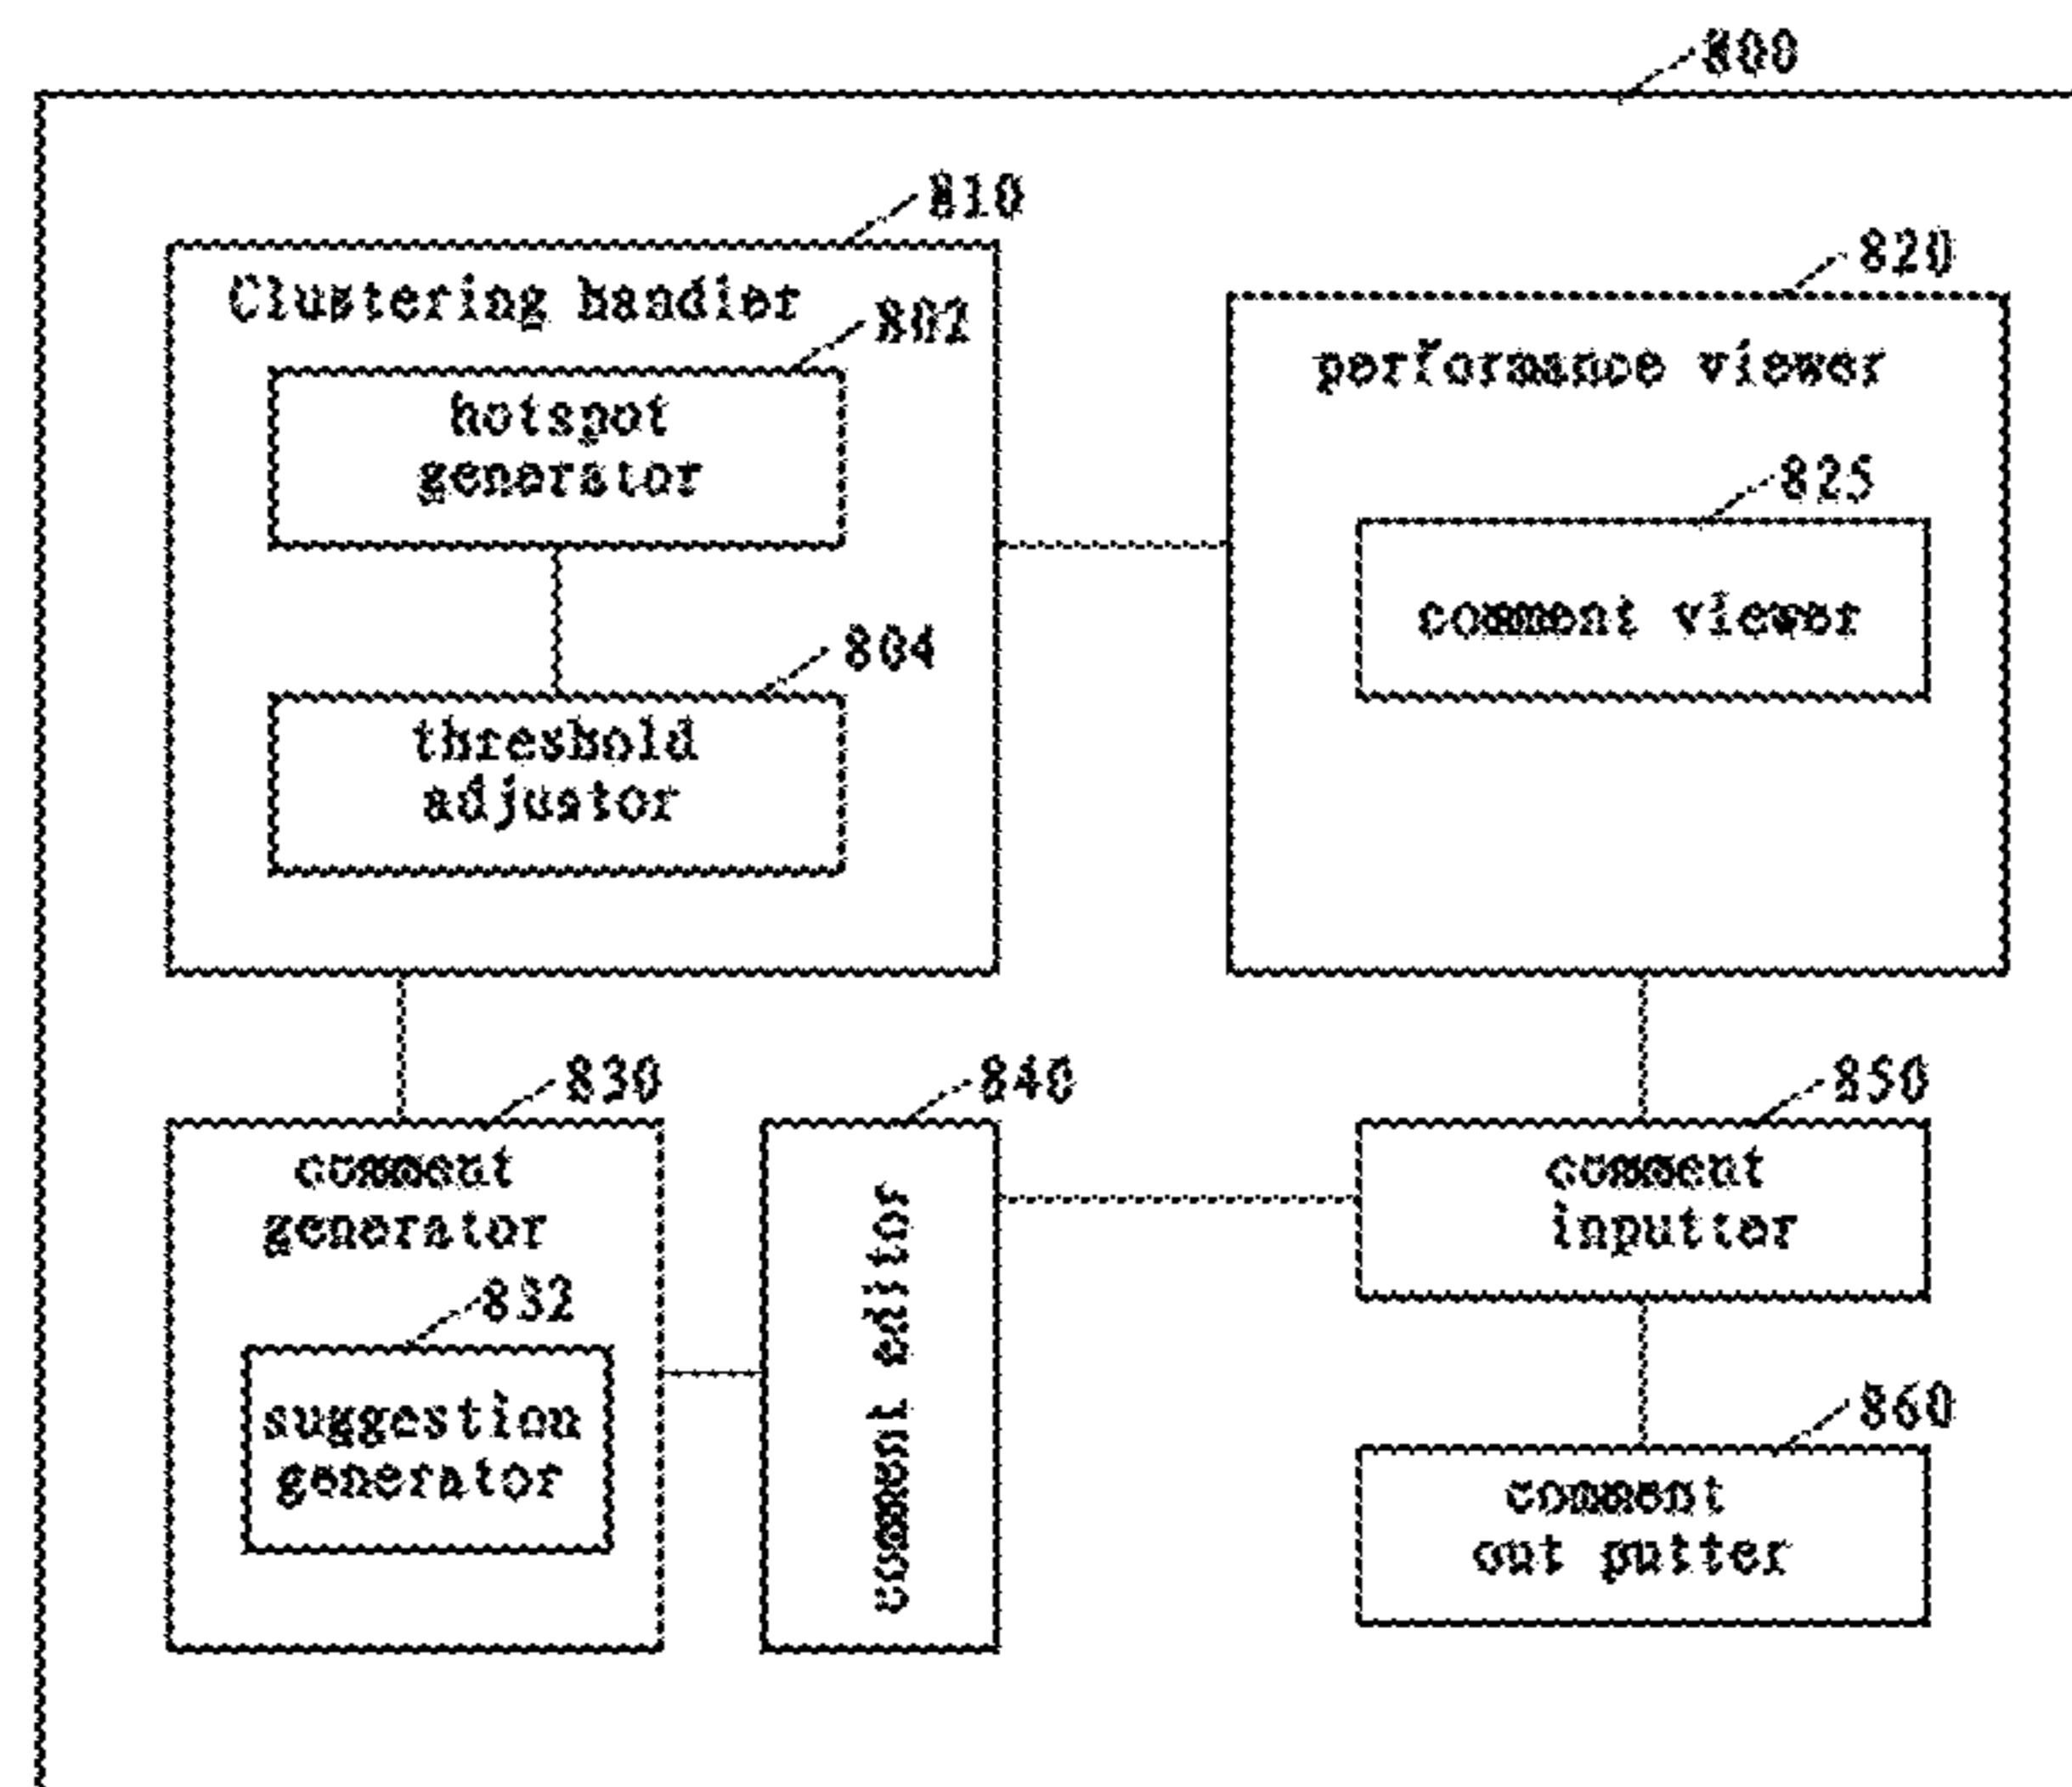 800
810
Clustering handler
802
hotspot
generator
804
threshold
adjustor
820
performance viewer
825
comment viewer
830
comment
generator
832
suggestion
generator
840
comment editor
850
comment
inputter
860
comment
out putter